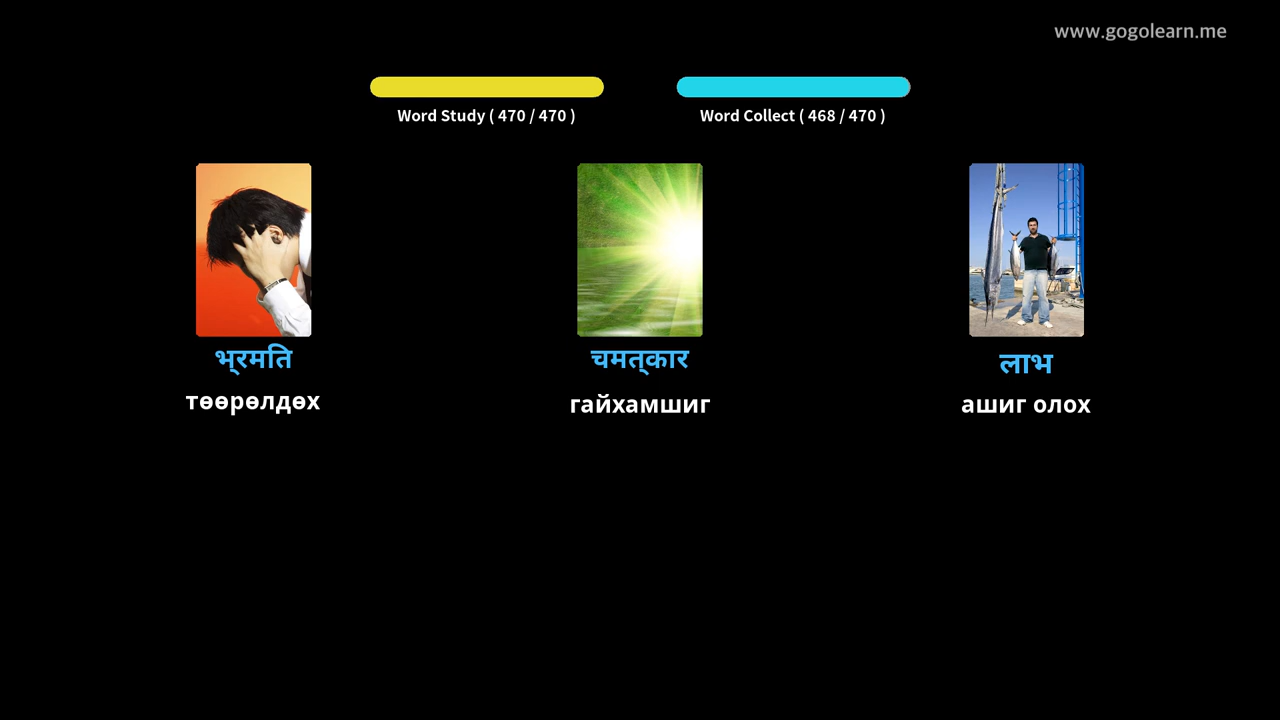 www.gogolearn.me
Word Study ( 470 / 470 )
Word Collect ( 468 / 470 )
भ्रमति
चमत्कार
लाभ
төөрөлдөх
гайхамшиг
ашиг олох